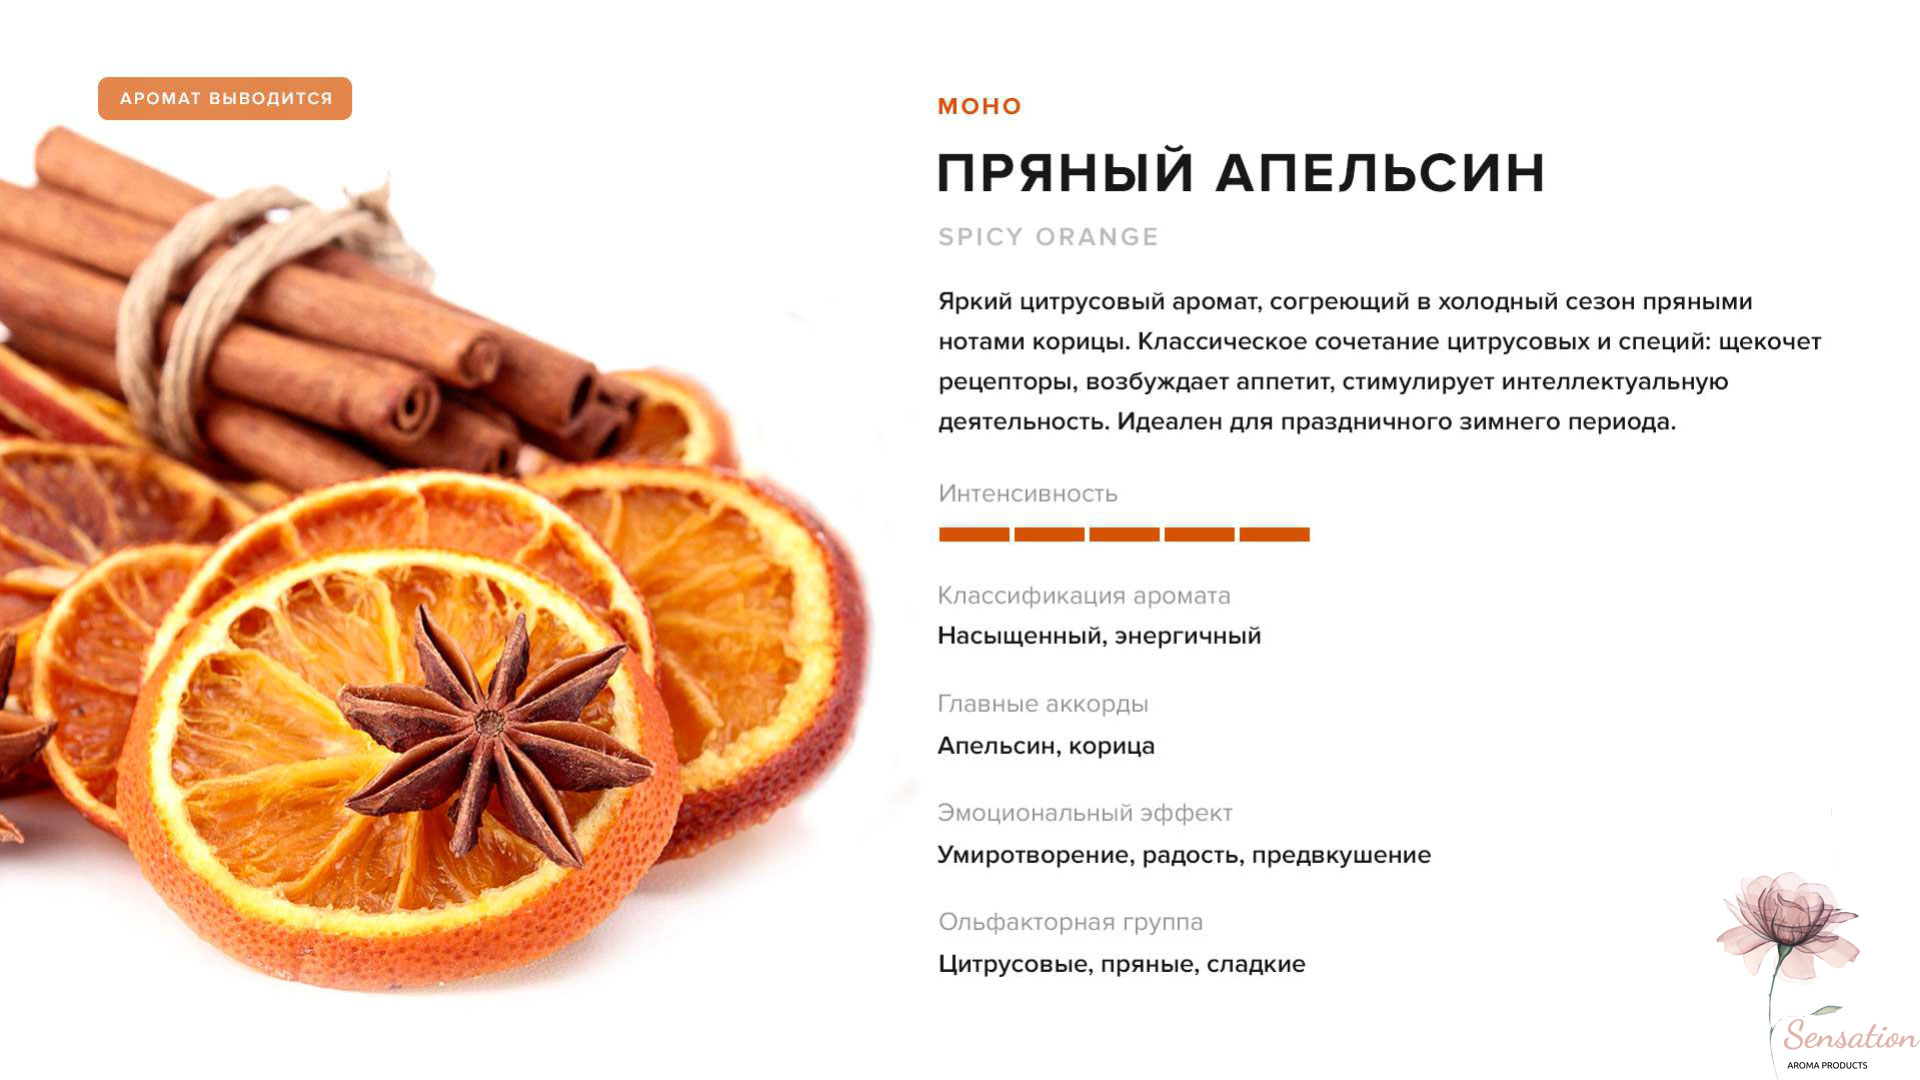 АРОМАТ ВЫВОДИТСЯ
МОНО
ПРЯНЫЙ АПЕЛЬСИН
SPICY ORANGE
Яркий цитрусовый аромат, согреющий в холодный сезон пряными
нотами корицы. Классическое сочетание цитрусовых и специй: щекочет
рецепторы, возбуждает аппетит, стимулирует интеллектуальную
деятельность. Идеален для праздничного зимнего периода.
Интенсивность
Классификация аромата
Насыщенный, энергичный
Главные аккорды
Апельсин, корица
Эмоциональный эффект
Умиротворение, радость, предвкушение
Ольфакторная группа
Цитрусовые, пряные, сладкие
Sensation
AROMA PRODUCTS